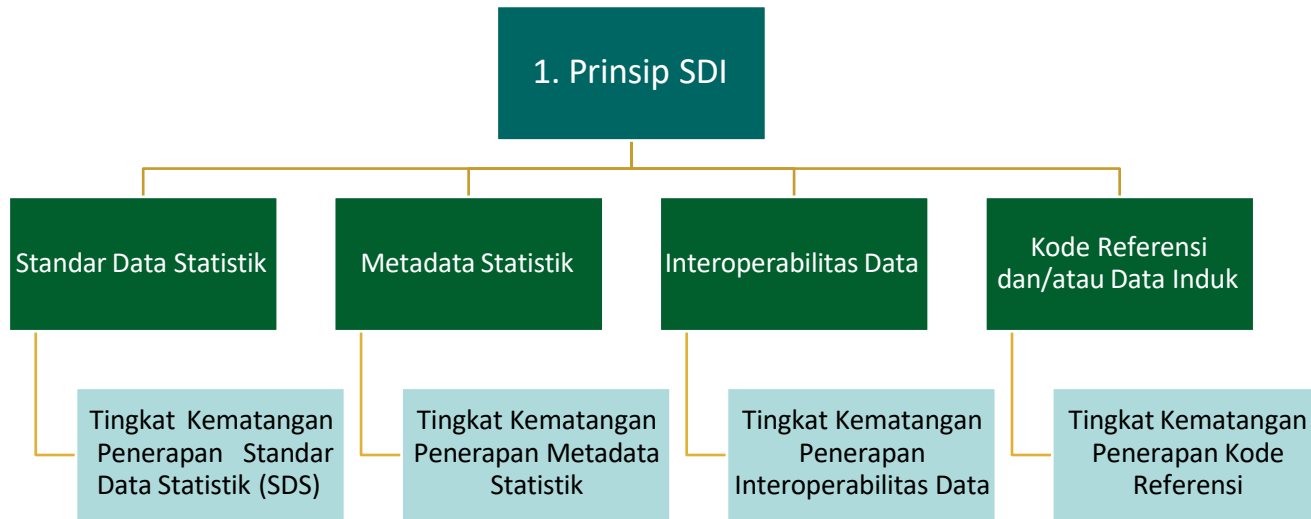 1. Prinsip SDI
Standar Data Statistik
Metadata Statistik
Interoperabilitas Data
Kode Referensi
dan/atau Data Induk
Tingkat Kematangan
Penerapan Standar
Data Statistik (SDS)
Tingkat Kematangan
Penerapan Metadata
Statistik
Tingkat Kematangan
Penerapan
Interoperabilitas Data
Tingkat Kematangan
Penerapan Kode
Referensi